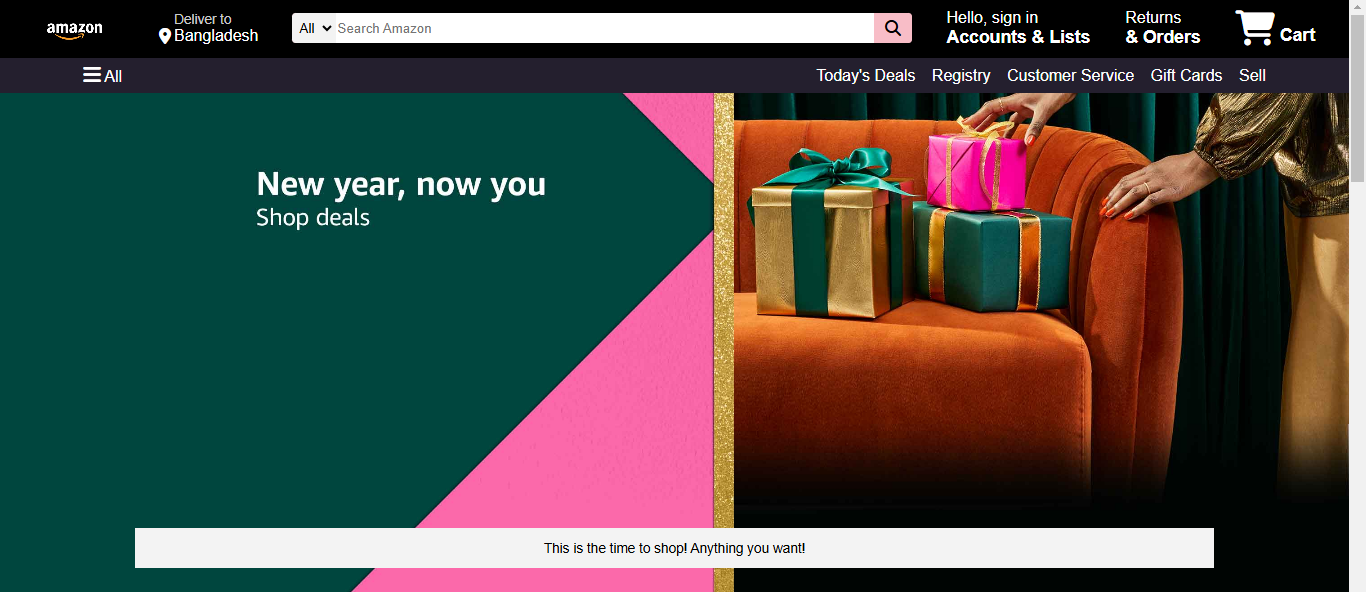 amazon
Deliver to
Bangladesh
All
Search Amazon
Hello, sign in
Accounts & Lists
Returns
& Orders
Cart
All
Today's Deals
Registry
Customer Service
Gift Cards
Sell
New year, now you
Shop deals
This is the time to shop! Anything you want!